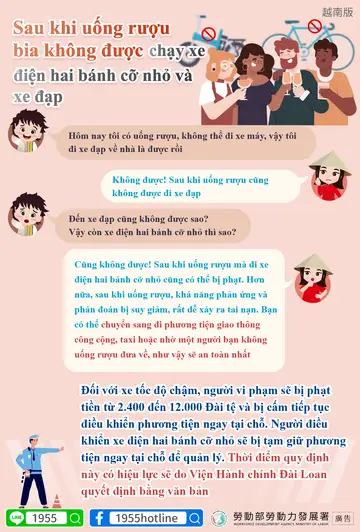 越南版
Sau khi uống rượu
bia không được chạy xe
điện hai bánh cỡ nhỏ và
xe đạp
Hôm nay tôi có uống rượu, không thể đi xe máy, vậy tôi
đi xe đạp về nhà là được rồi
Không được! Sau khi uống rượu cũng
không được đi xe đạp
Đến xe đạp cũng không được sao?
Vậy còn xe điện hai bánh cỡ nhỏ thì sao?
Cũng không được! Sau khi uống rượu mà đi xe
điện hai bánh cỡ nhỏ cũng có thể bị phạt. Hơn
nữa, sau khi uống rượu, khả năng phản ứng và
phán đoán bị suy giảm, rất dễ xảy ra tai nạn. Bạn
có thể chuyển sang đi phương tiện giao thông
công cộng, taxi hoặc nhờ một người bạn không
uống rượu đưa về, như vậy sẽ an toàn nhất
Đối với xe tốc độ chậm, người vi phạm sẽ bị phạt
tiền từ 2.400 đến 12.000 Đài tệ và bị cấm tiếp tục
điều khiển phương tiện ngay tại chỗ. Người điều
khiển xe điện hai bánh cỡ nhỏ sẽ bị tạm giữ phương
tiện ngay tại chỗ để quản lý. Thời điểm quy định
này có hiệu lực sẽ do Viện Hành chính Đài Loan
quyết định bằng văn bản
LINE 1955
1955hotline
勞動部勞動力發展署
WORKFORCE DEVELOPMENT AGENCY, MINISTRY OF LABOR
廣告